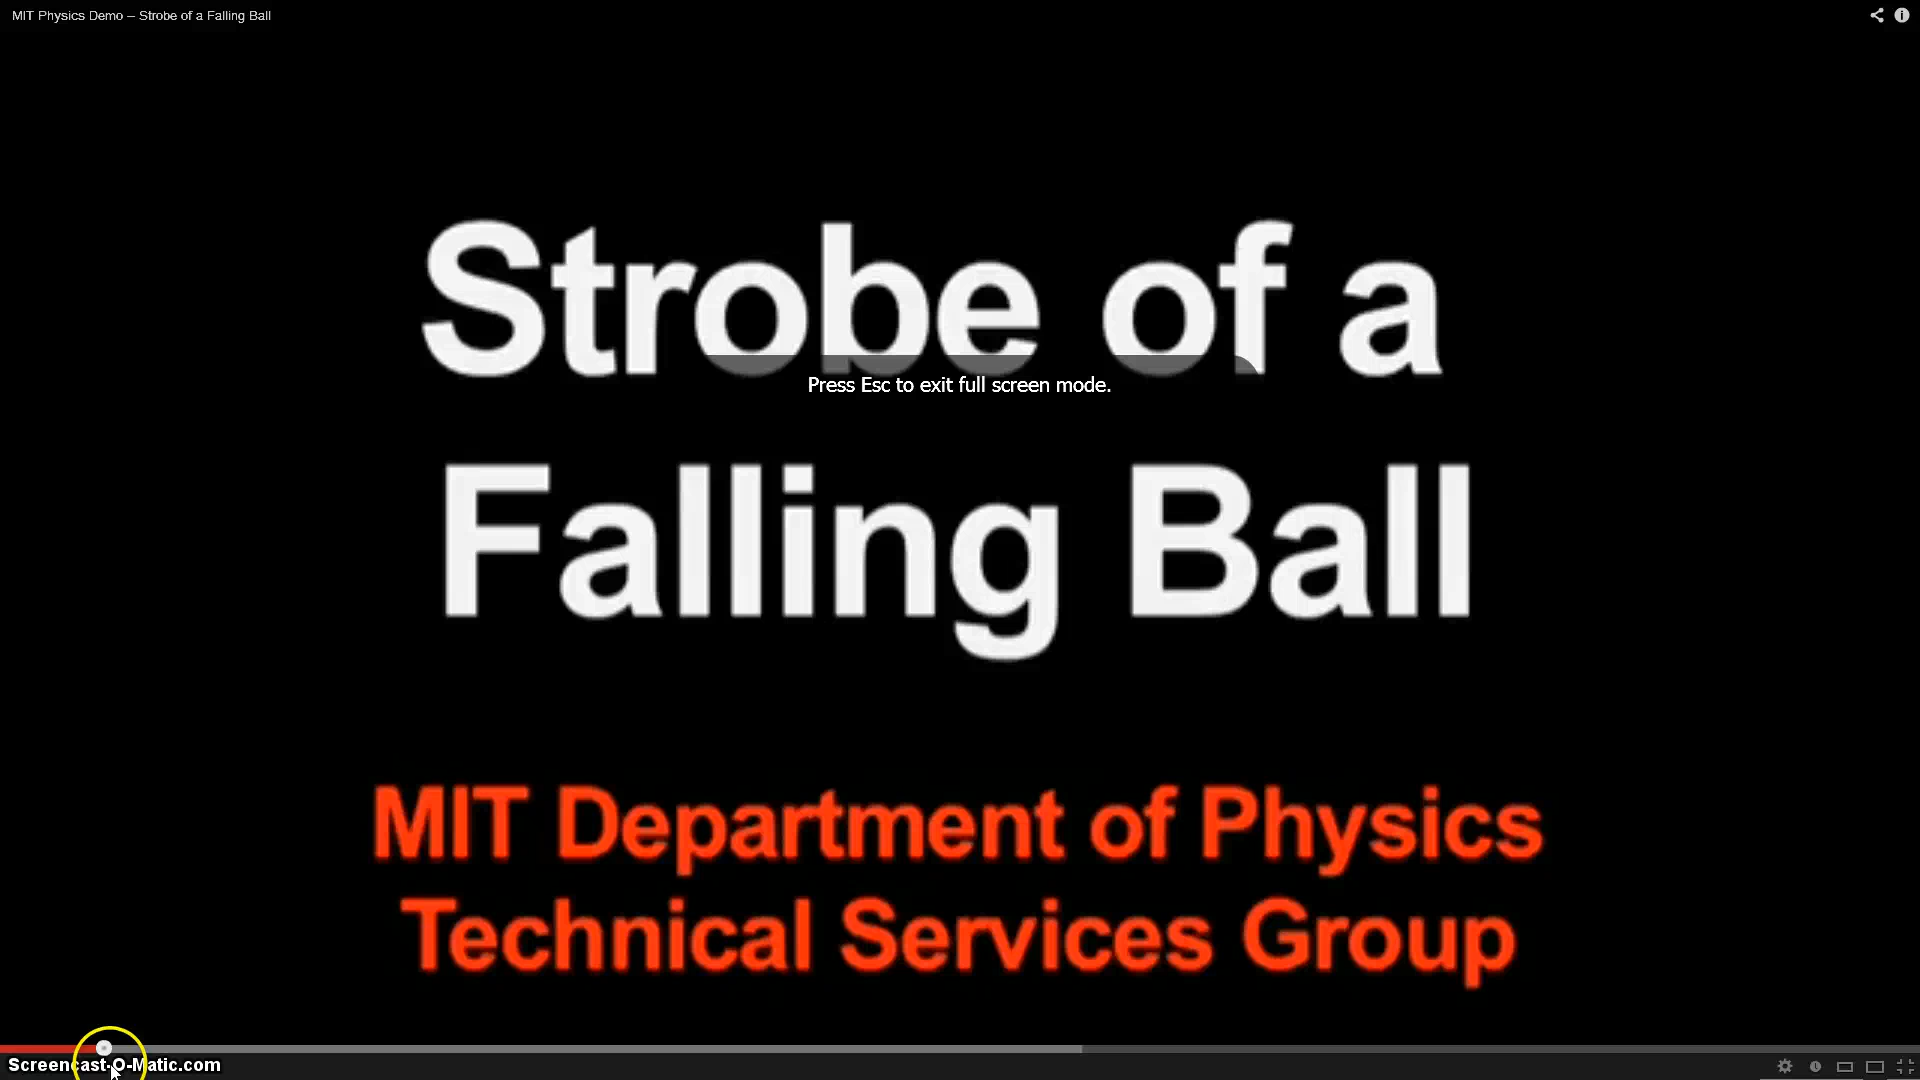 MIT Physics Demo – Strobe of a Falling Ball
Strobe of a
Press Esc to exit full screen mode.
Falling Ball
MIT Department of Physics
Technical Services Group
Screencast-O-Matic.com